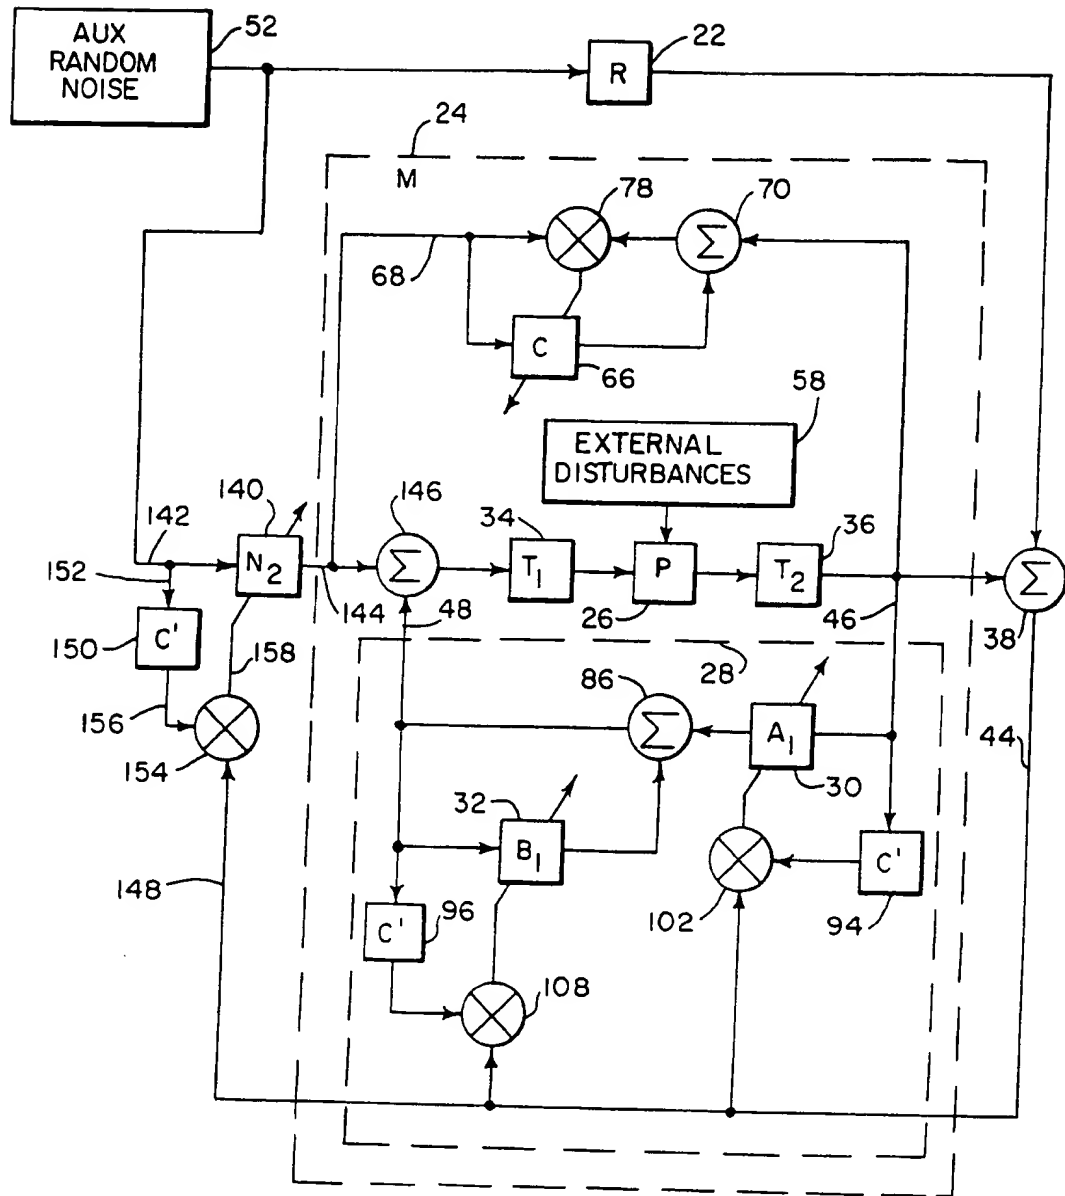 AUX
RANDOM
NOISE
52
R
22
24
M
78
70
68
C
66
58
EXTERNAL
DISTURBANCES
140
146
34
36
142
N2
Σ
T1
P
T2
Σ
152
144
48
26
46
38
150
C'
158
28
86
156
Σ
A1
44
154
32
30
B1
148
96
102
C'
94
C'
108
Σ